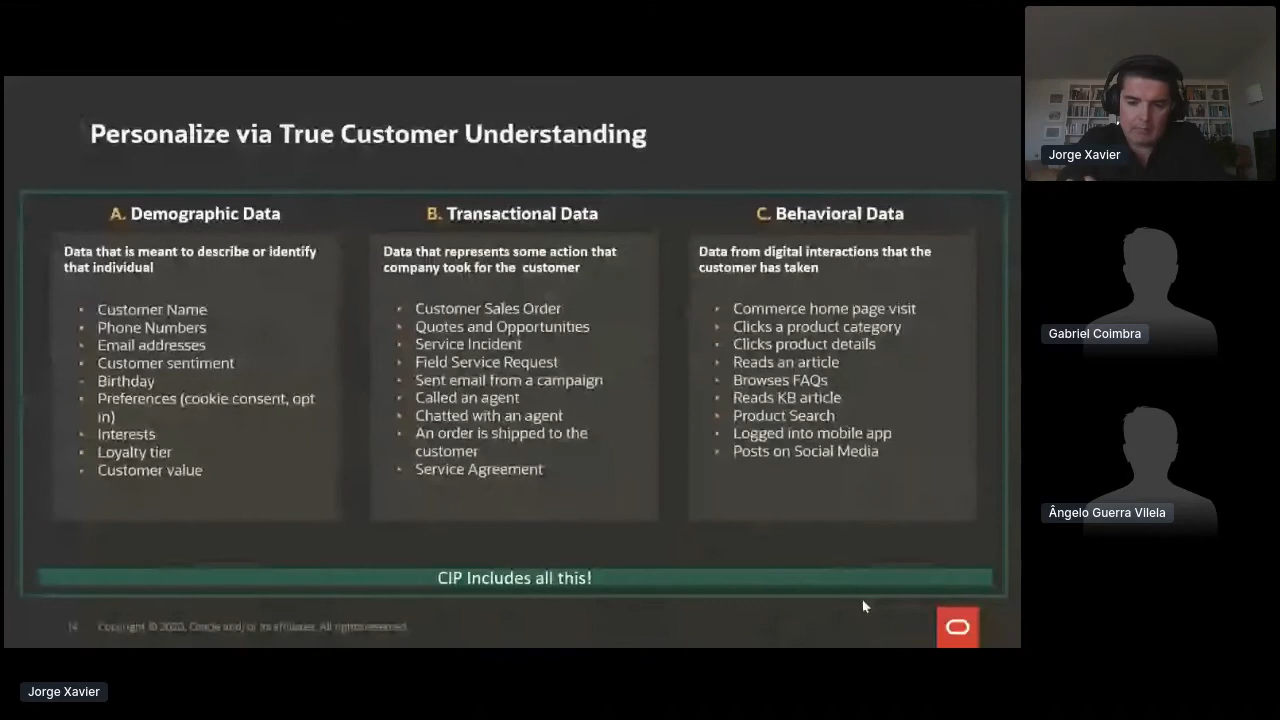 Personalize via True Customer Understanding
A. Demographic Data
Data that is meant to describe or identify
that individual
Customer Name
Phone Numbers
Email addresses
Customer sentiment
Birthday
Preferences (cookie consent, opt
in)
Interests
Loyalty tier
Customer value
B. Transactional Data
Data that represents some action that
company took for the customer
Customer Sales Order
Quotes and Opportunities
Service Incident
Field Service Request
Sent email from a campaign
Called an agent
Chatted with an agent
An order is shipped to the
customer
Service Agreement
C. Behavioral Data
Data from digital interactions that the
customer has taken
Commerce home page visit
Clicks a product category
Clicks product details
Reads an article
Browses FAQs
Reads KB article
Product Search
Logged into mobile app
Posts on Social Media
CIP Includes all this!
14 Copyright © 2020, Oracle and/or its affiliates. All rights reserved.
Jorge Xavier
Gabriel Coimbra
Ângelo Guerra Vilela
Jorge Xavier